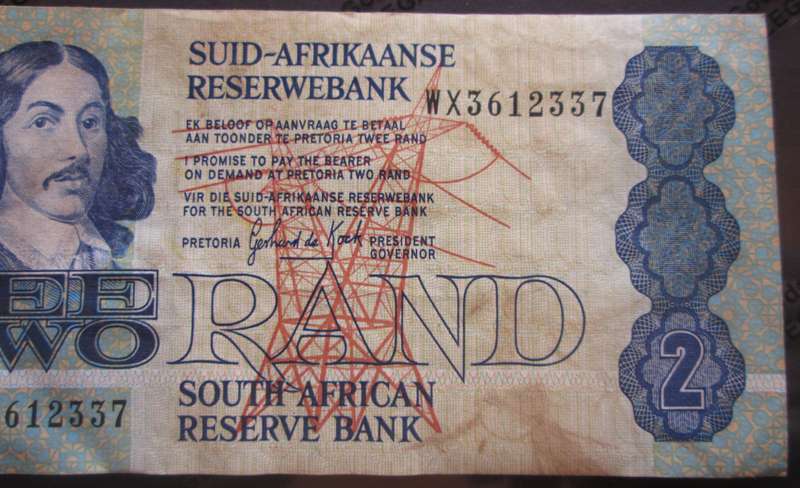 SUID-AFRIKAANSE
RESERWEBANK
WX3612337
EK BELOOF OP AANVRAAG TE BETAAL
AAN TOONDER TE PRETORIA TWEE RAND
I PROMISE TO PAY THE BEARER
ON DEMAND AT PRETORIA TWO RAND
VIR DIE SUID-AFRIKAANSE RESERWEBANK
FOR THE SOUTH AFRICAN RESERVE BANK
PRETORIA Gerhard de Kock PRESIDENT
GOVERNOR
EE
WO
RAND
2
SOUTH AFRICAN
RESERVE BANK
612337